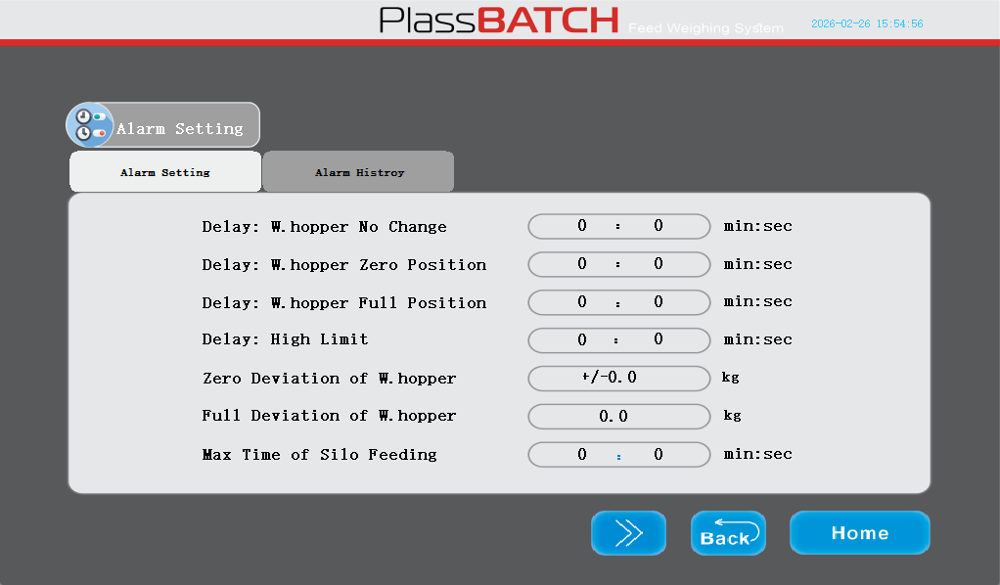 PlassBATCH Feed Weighing System 2026-02-26 15:54:56
Alarm Setting
Alarm Setting Alarm Histroy
Delay: W.hopper No Change 0 : 0 min:sec
Delay: W.hopper Zero Position 0 : 0 min:sec
Delay: W.hopper Full Position 0 : 0 min:sec
Delay: High Limit 0 : 0 min:sec
Zero Deviation of W.hopper +/-0.0 kg
Full Deviation of W.hopper 0.0 kg
Max Time of Silo Feeding 0 : 0 min:sec
Back Home